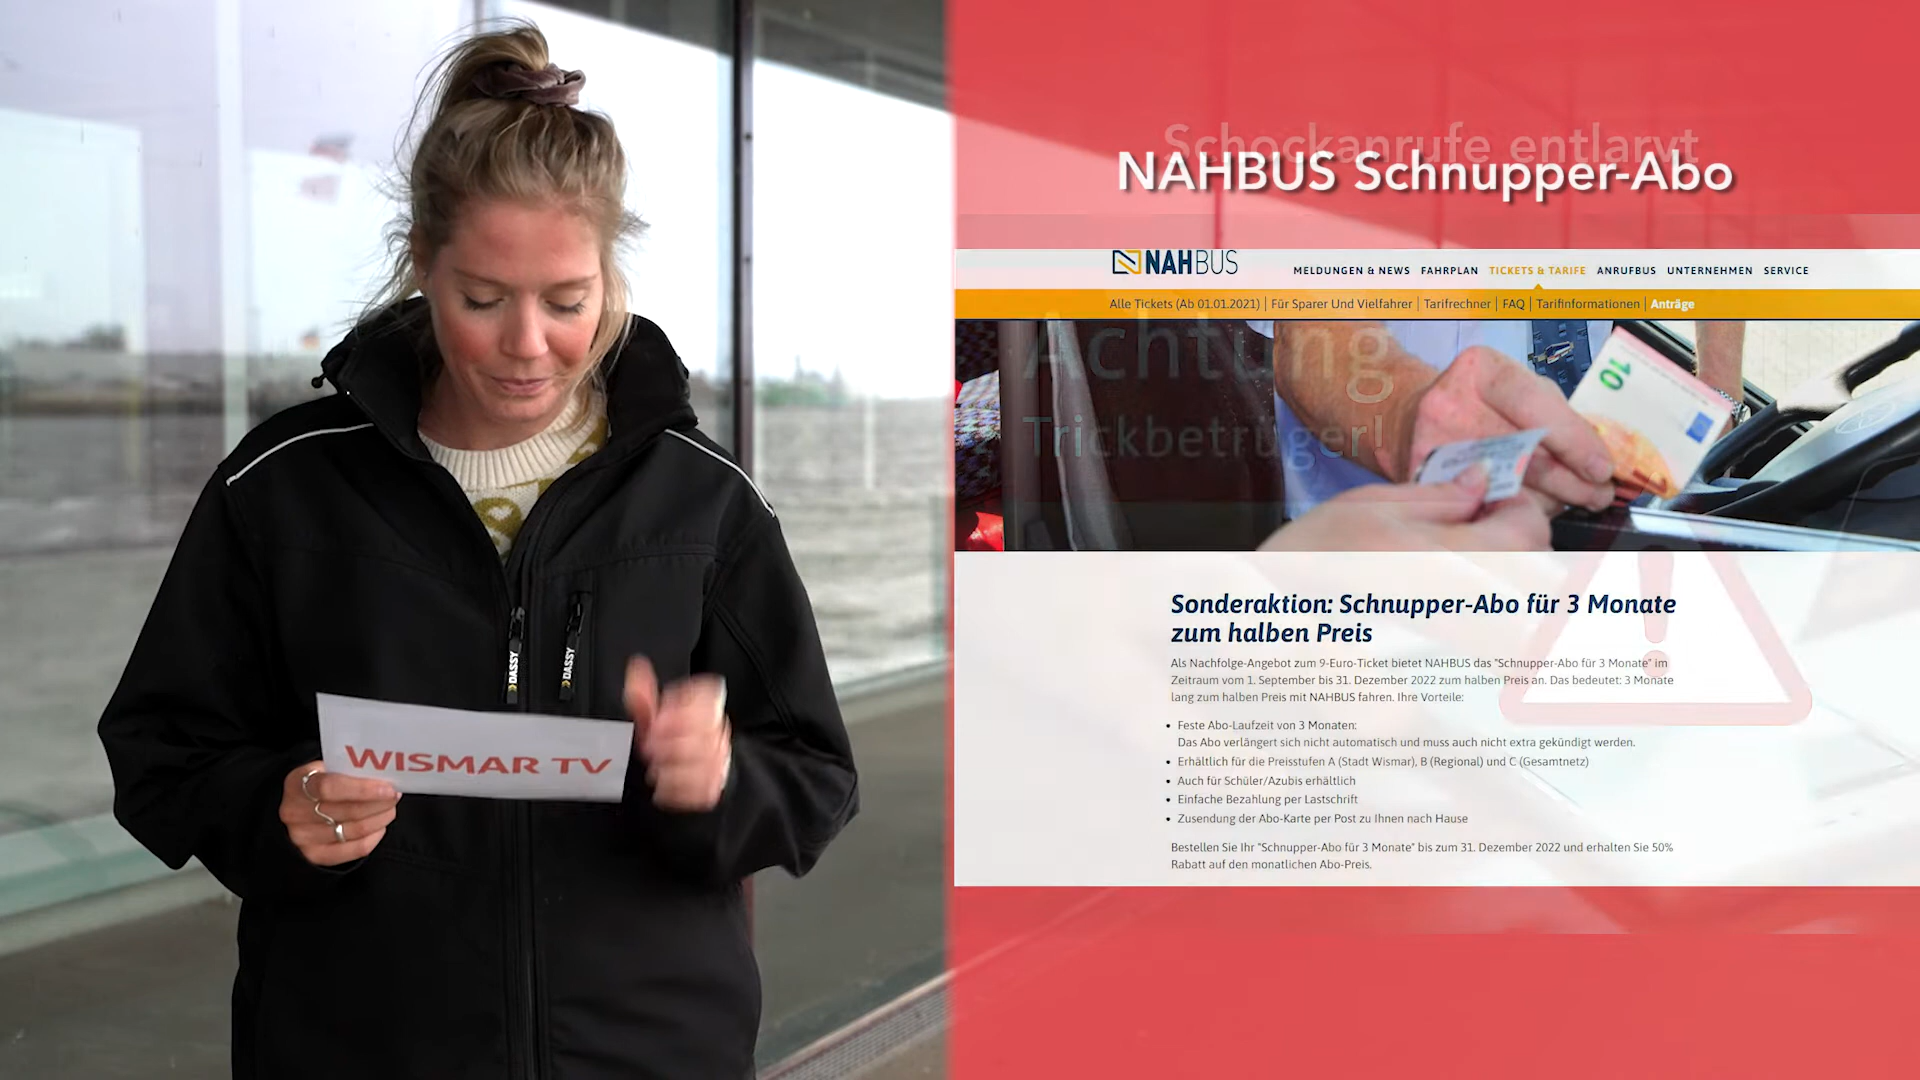 Schockanrufe entlarvt
NAHBUS Schnupper-Abo
NAHBUS
MELDUNGEN & NEWS FAHRPLAN TICKETS & TARIFE ANRUFBUS UNTERNEHMEN SERVICE
Alle Tickets (Ab 01.01.2021) | Für Sparer Und Vielfahrer | Tarifrechner | FAQ | Tarifinformationen | Anträge
Achtung
Trickbetrüger!
10
Sonderaktion: Schnupper-Abo für 3 Monate
zum halben Preis
Als Nachfolge-Angebot zum 9-Euro-Ticket bietet NAHBUS das "Schnupper-Abo für 3 Monate" im
Zeitraum vom 1. September bis 31. Dezember 2022 zum halben Preis an. Das bedeutet: 3 Monate
lang zum halben Preis mit NAHBUS fahren. Ihre Vorteile:
• Feste Abo-Laufzeit von 3 Monaten:
Das Abo verlängert sich nicht automatisch und muss auch nicht extra gekündigt werden.
• Erhältlich für die Preisstufen A (Stadt Wismar), B (Regional) und C (Gesamtnetz)
• Auch für Schüler/Azubis erhältlich
• Einfache Bezahlung per Lastschrift
• Zusendung der Abo-Karte per Post zu Ihnen nach Hause
Bestellen Sie Ihr "Schnupper-Abo für 3 Monate" bis zum 31. Dezember 2022 und erhalten Sie 50%
Rabatt auf den monatlichen Abo-Preis.
DASSY
DASSY
WISMAR TV